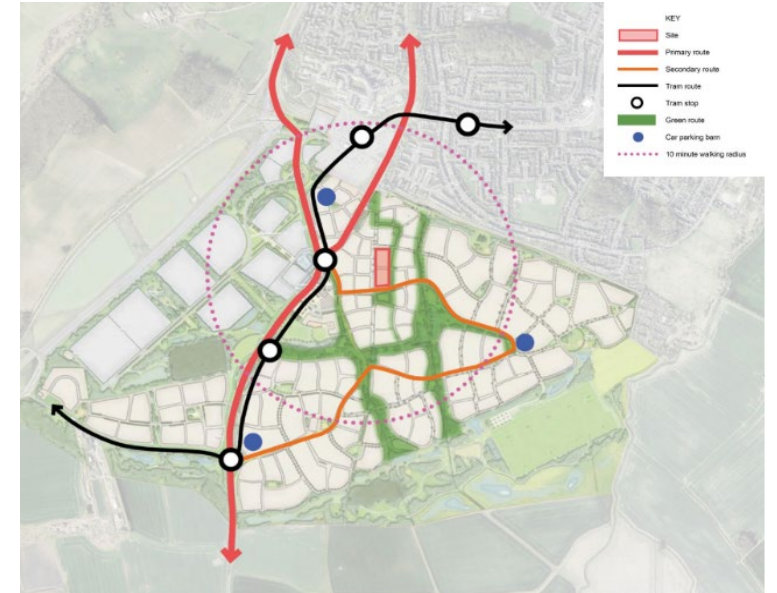 KEY
Site
Primary route
Secondary route
Tram route
Tram stop
Green route
Car parking barn
10 minute walking radius